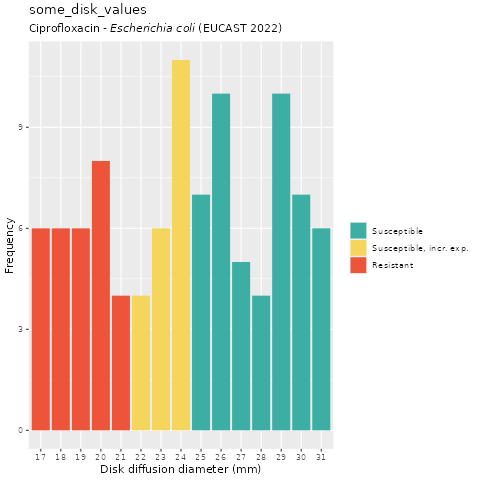 some_disk_values
Ciprofloxacin - Escherichia coli (EUCAST 2022)
Frequency
9
6
3
0
17 18 19 20 21 22 23 24 25 26 27 28 29 30 31
Disk diffusion diameter (mm)
Susceptible
Susceptible, incr. exp.
Resistant